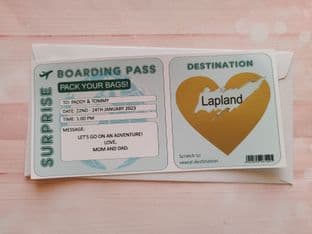 SURPRISE
BOARDING PASS
PACK YOUR BAGS!
TO: PADDY & TOMMY
DATE: 22ND - 24TH JANUARY 2023
TIME: 5:00 PM
MESSAGE:
LET'S GO ON AN ADVENTURE!
LOVE,
MOM AND DAD.
DESTINATION
Lapland
Scratch to
reveal destination